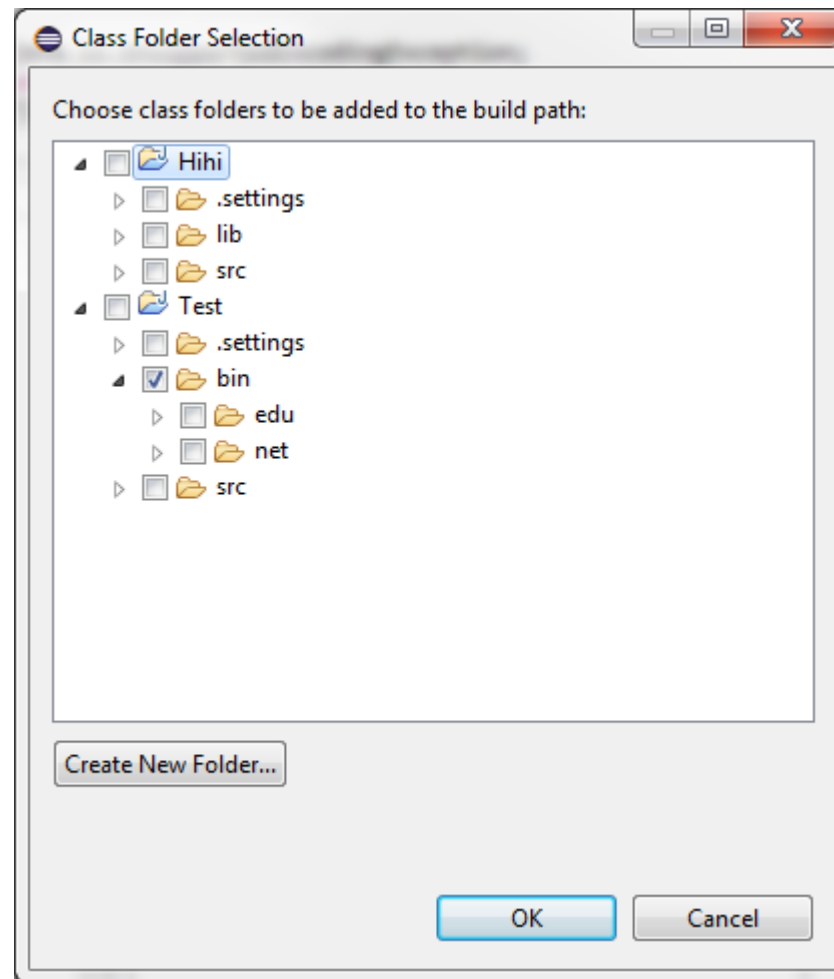 Class Folder Selection
Choose class folders to be added to the build path:
Hihi
.settings
lib
src
Test
.settings
bin
edu
net
src
Create New Folder...
OK
Cancel